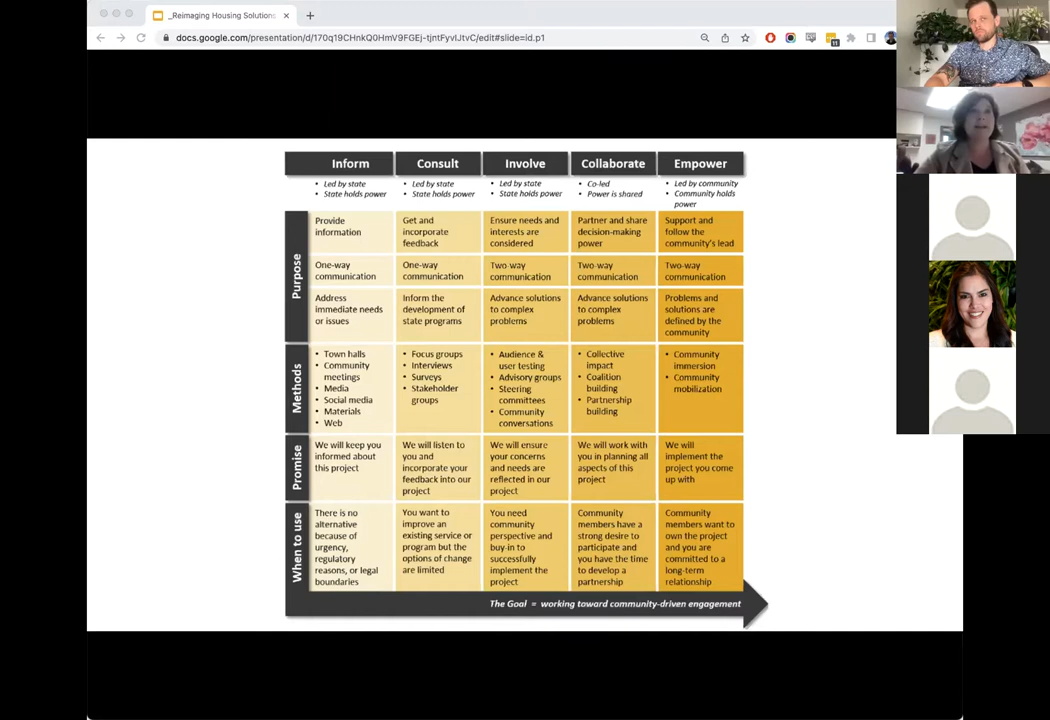 _Reimaging Housing Solutions
docs.google.com/presentation/d/170q19CHnkQ0HmV9FGEj-tjntFyvIJtvC/edit#slide=id.p1
11
Inform
Consult
Involve
Collaborate
Empower
• Led by state
• State holds power
• Led by state
• State holds power
• Led by state
• State holds power
• Co-led
• Power is shared
• Led by community
• Community holds
power
Purpose
Provide
information
Get and
incorporate
feedback
Ensure needs and
interests are
considered
Partner and share
decision-making
power
Support and
follow the
community's lead
One-way
communication
One-way
communication
Two-way
communication
Two-way
communication
Two-way
communication
Address
immediate needs
or issues
Inform the
development of
state programs
Advance solutions
to complex
problems
Advance solutions
to complex
problems
Problems and
solutions are
defined by the
community
Methods
• Town halls
• Community
meetings
• Media
• Social media
• Materials
• Web
• Focus groups
• Interviews
• Surveys
• Stakeholder
groups
• Audience &
user testing
• Advisory groups
• Steering
committees
• Community
conversations
• Collective
impact
• Coalition
building
• Partnership
building
• Community
immersion
• Community
mobilization
Promise
We will keep you
informed about
this project
We will listen to
you and
incorporate your
feedback into our
project
We will ensure
your concerns
and needs are
reflected in our
project
We will work with
you in planning all
aspects of this
project
We will
implement the
project you come
up with
When to use
There is no
alternative
because of
urgency,
regulatory
reasons, or legal
boundaries
You want to
improve an
existing service or
program but the
options of change
are limited
You need
community
perspective and
buy-in to
successfully
implement the
project
Community
members have a
strong desire to
participate and
you have the time
to develop a
partnership
Community
members want to
own the project
and you are
committed to a
long-term
relationship
The Goal = working toward community-driven engagement